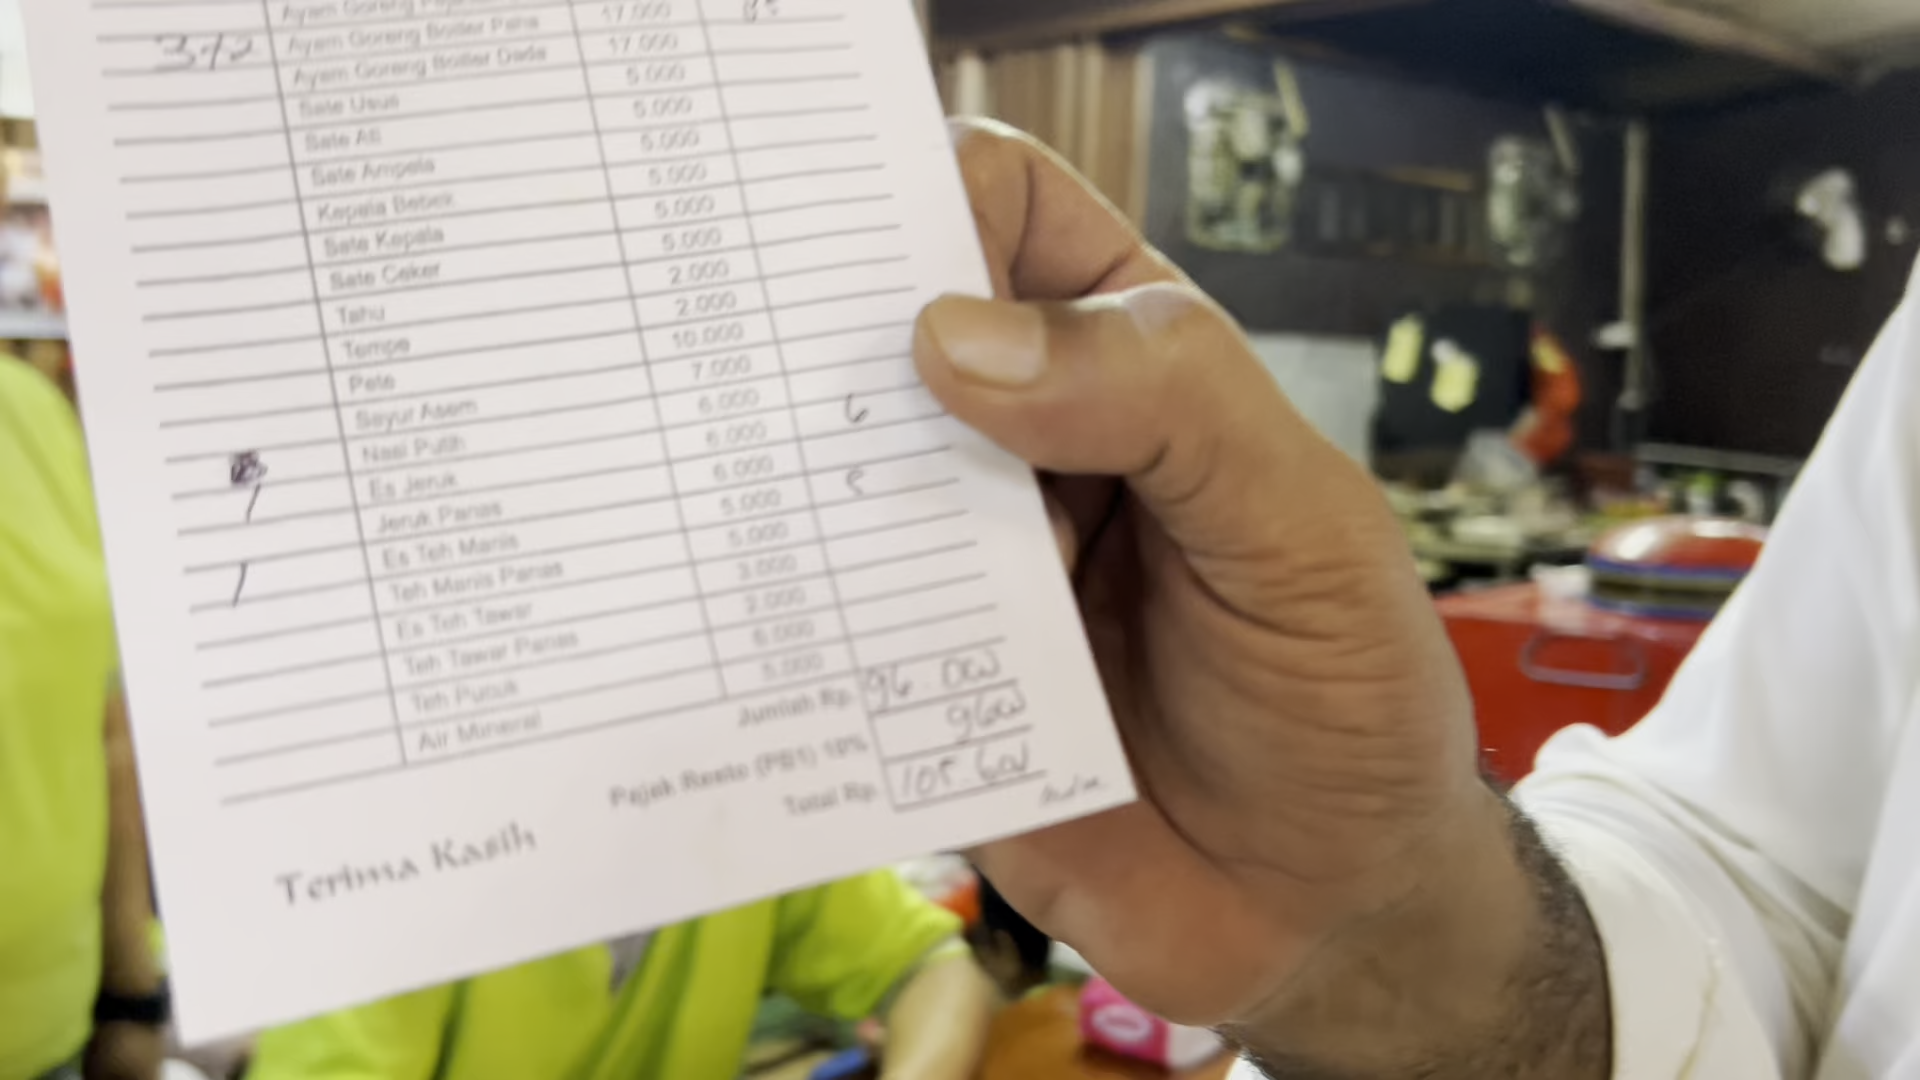 Ayam Goreng 17.000 85
3+2 Ayam Goreng Boiler Paha 17.000
Ayam Goreng Boiler Dada 5.000
Sate Usus 5.000
Sate Ati 5.000
Sate Ampela 5.000
Kepala Bebek 5.000
Sate Kepala 5.000
Sate Ceker 2.000
Tahu 2.000
Tempe 10.000
Pete 7.000
Sayur Asem 6.000 6
Nasi Putih 6.000
1 Es Jeruk 6.000
Jeruk Panas 5.000
1 Es Teh Manis 5.000
Teh Manis Panas 3.000
Es Teh Tawar 2.000
Teh Tawar Panas 6.000
Teh Pucuk 5.000
Air Mineral
Jumlah Rp. 96.000
Pajak Resto (PB1) 10% 9600
Total Rp. 105.600
Terima Kasih